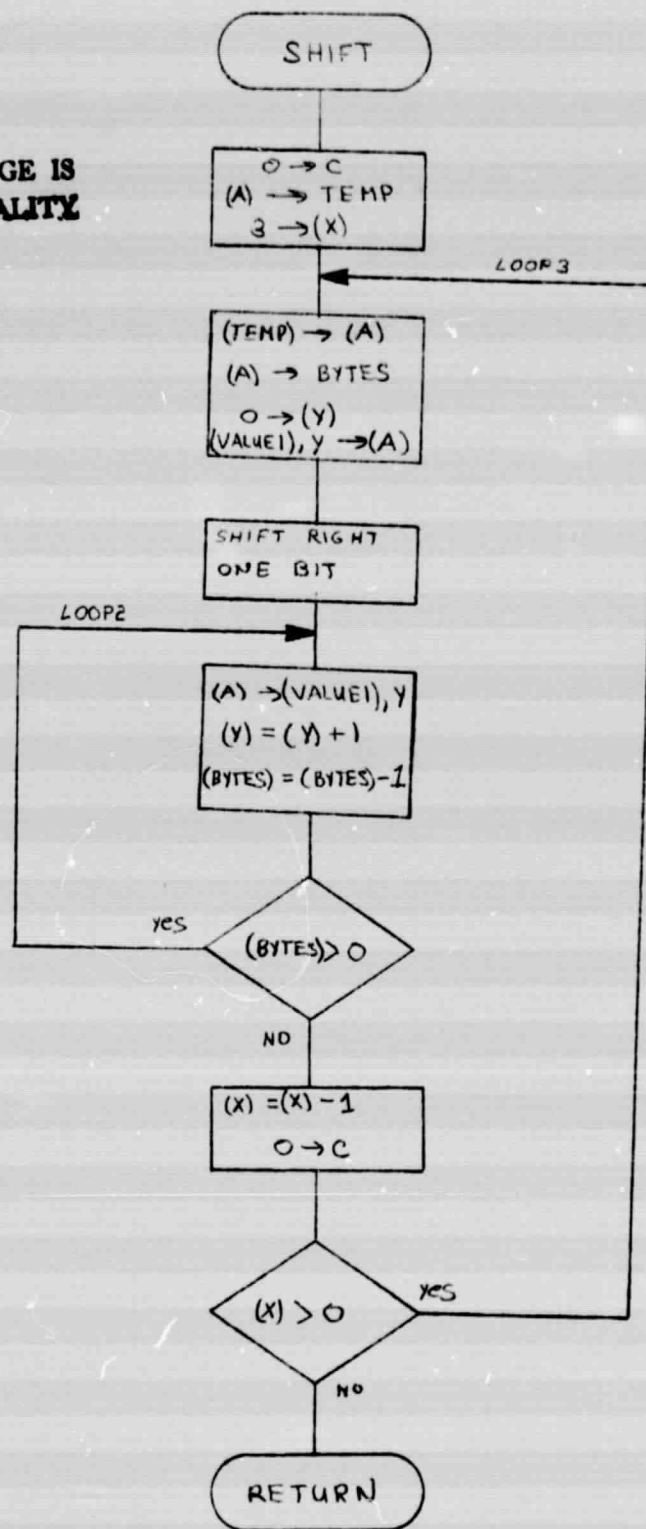 SHIFT
GE IS
ALITY
0 → C
(A) → TEMP
3 → (X)
LOOP3
(TEMP) → (A)
(A) → BYTES
0 → (Y)
(VALUE1), Y → (A)
SHIFT RIGHT
ONE BIT
LOOP2
(A) → (VALUE1), Y
(Y) = (Y) + 1
(BYTES) = (BYTES) - 1
yes
(BYTES) > 0
NO
(X) = (X) - 1
0 → C
(X) > 0
yes
NO
RETURN